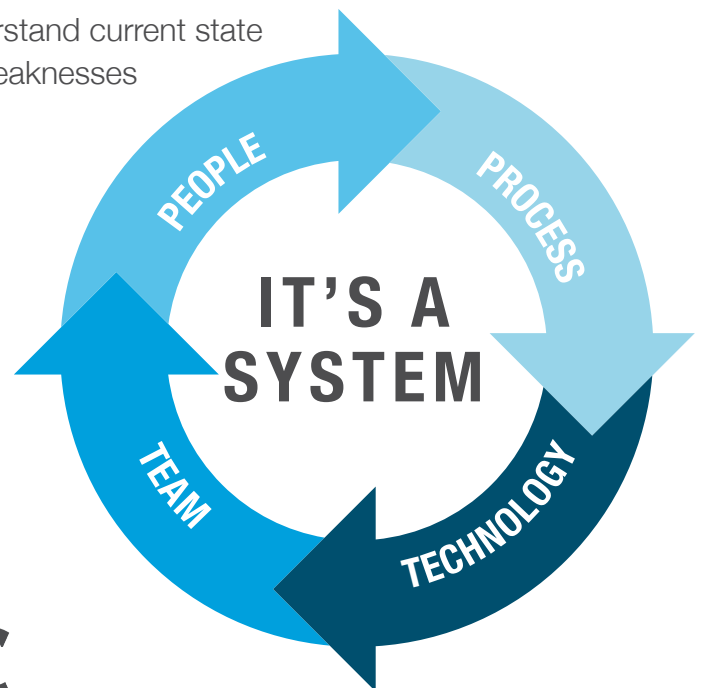 rstand current state
eaknesses
PEOPLE
PROCESS
IT’S A
SYSTEM
TEAM
TECHNOLOGY